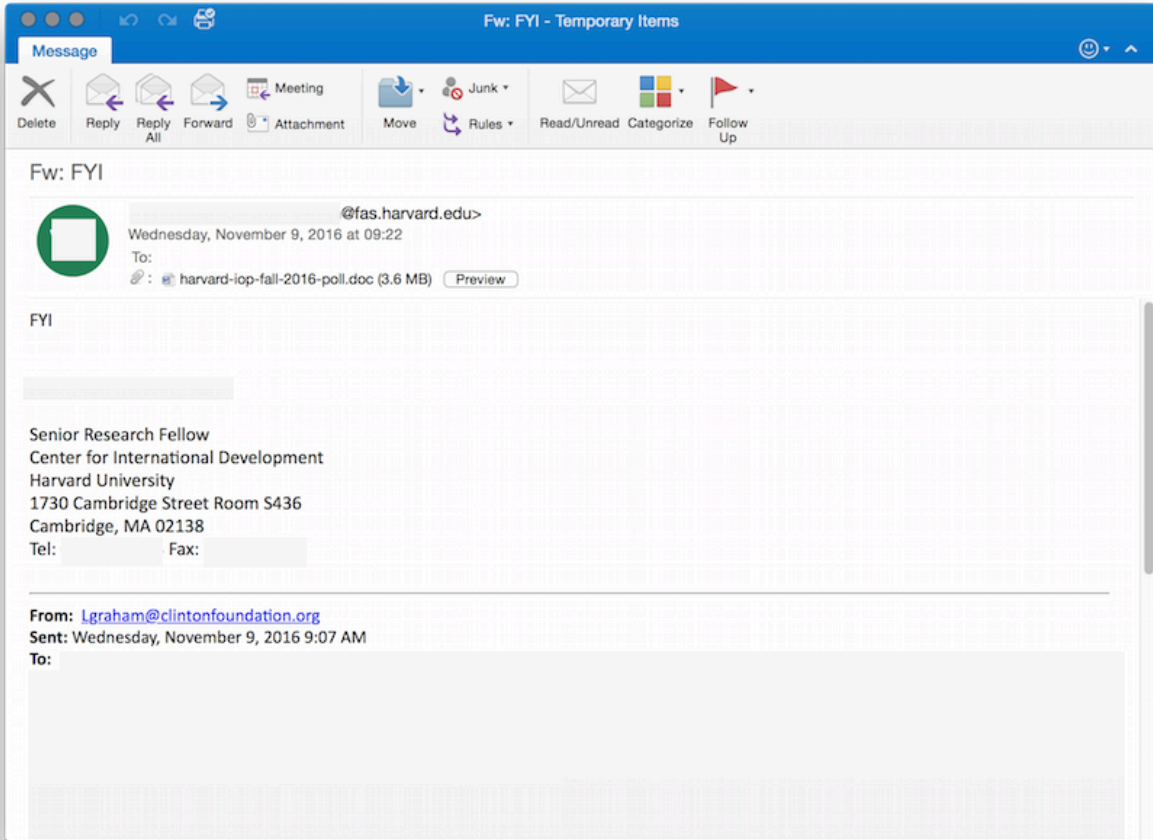 Fw: FYI - Temporary Items
Message
Delete
Reply
Reply All
Forward
Meeting
Attachment
Move
Junk
Rules
Read/Unread
Categorize
Follow Up
Fw: FYI
@fas.harvard.edu>
Wednesday, November 9, 2016 at 09:22
To:
: harvard-iop-fall-2016-poll.doc (3.6 MB) Preview
FYI
Senior Research Fellow
Center for International Development
Harvard University
1730 Cambridge Street Room S436
Cambridge, MA 02138
Tel: Fax:
From: Lgraham@clintonfoundation.org
Sent: Wednesday, November 9, 2016 9:07 AM
To: